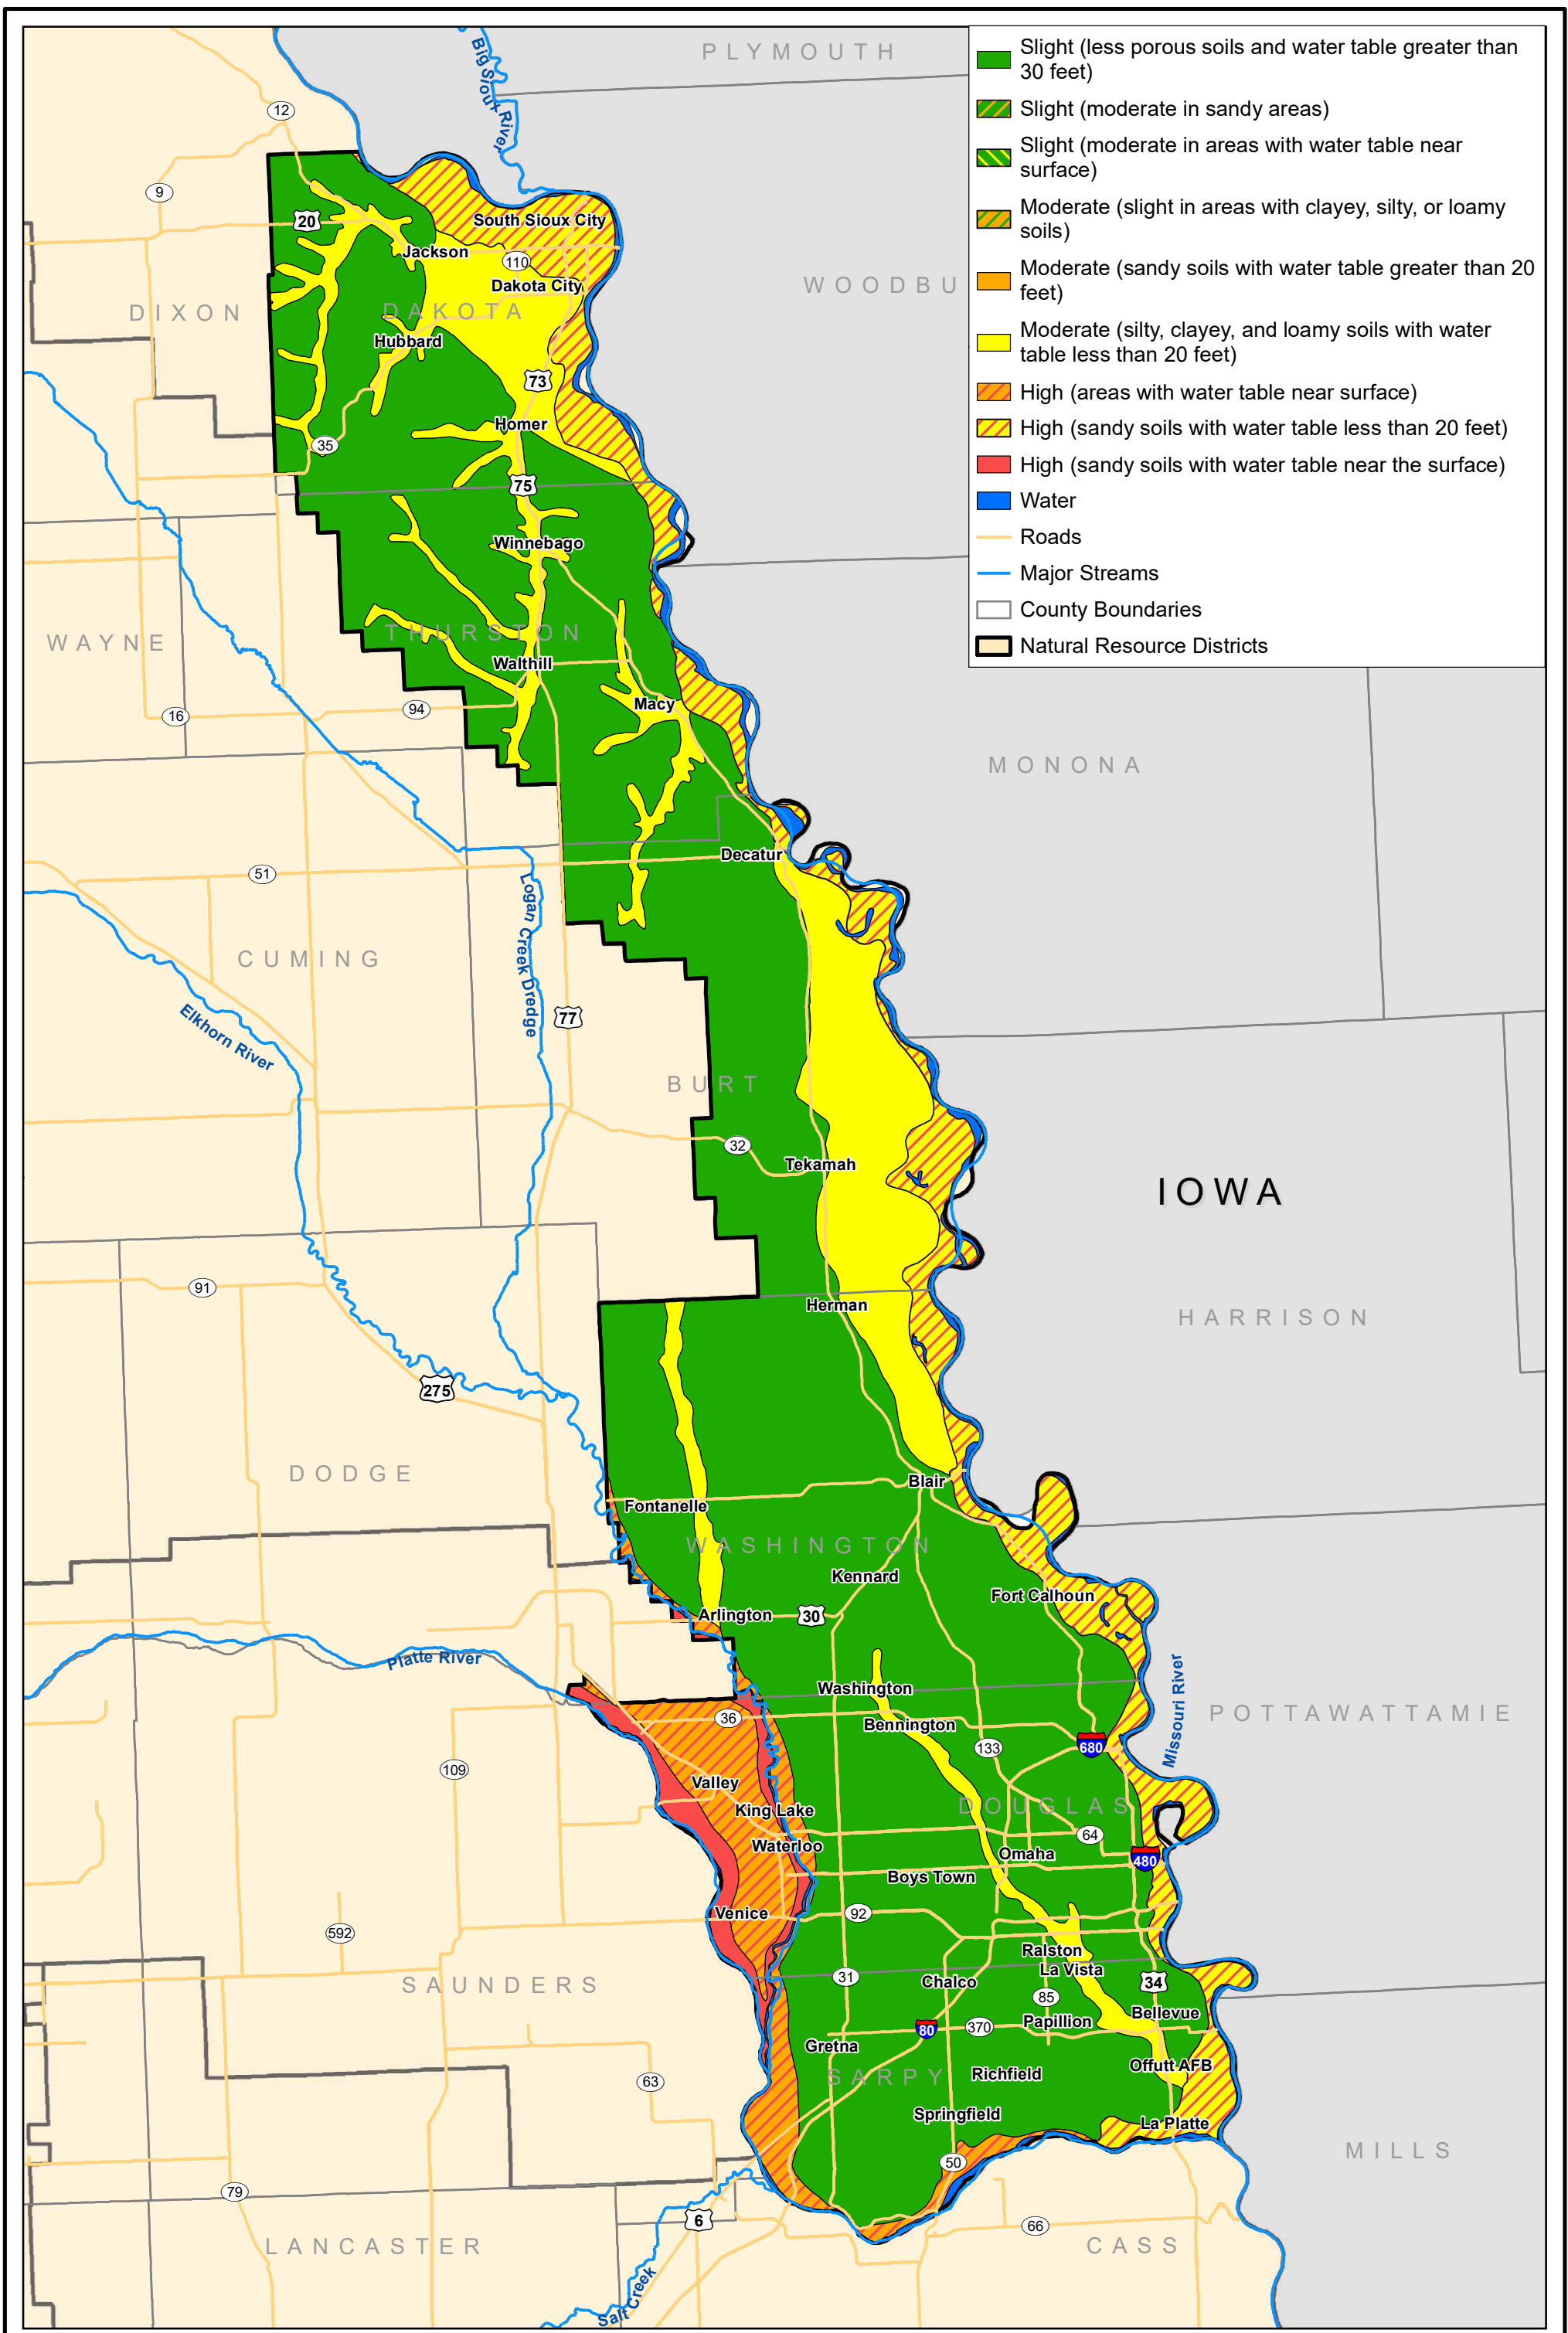 PLYMOUTH
Big Sioux River
Slight (less porous soils and water table greater than
30 feet)
Slight (moderate in sandy areas)
Slight (moderate in areas with water table near
surface)
Moderate (slight in areas with clayey, silty, or loamy
soils)
Moderate (sandy soils with water table greater than 20
feet)
Moderate (silty, clayey, and loamy soils with water
table less than 20 feet)
High (areas with water table near surface)
High (sandy soils with water table less than 20 feet)
High (sandy soils with water table near the surface)
Water
Roads
Major Streams
County Boundaries
Natural Resource Districts
12
9
20
South Sioux City
Jackson
110
Dakota City
WOODBU
DIXON
DAKOTA
Hubbard
73
Homer
35
75
Winnebago
THURSTON
WAYNE
Walthill
Macy
94
16
MONONA
Decatur
51
Logan Creek Dredge
CUMING
77
Elkhorn River
BURT
32
Tekamah
IOWA
91
Herman
HARRISON
275
DODGE
Blair
Fontanelle
WASHINGTON
Kennard
Fort Calhoun
Arlington
30
Platte River
Missouri River
Washington
POTTAWATTAMIE
36
Bennington
133
680
109
Valley
DOUGLAS
King Lake
64
Waterloo
Omaha
480
Boys Town
Venice
92
592
Ralston
La Vista
31
Chalco
34
SAUNDERS
85
Bellevue
Papillion
80
370
Gretna
Offutt AFB
SARPY
Richfield
63
Springfield
La Platte
MILLS
50
79
6
66
LANCASTER
CASS
Salt Creek